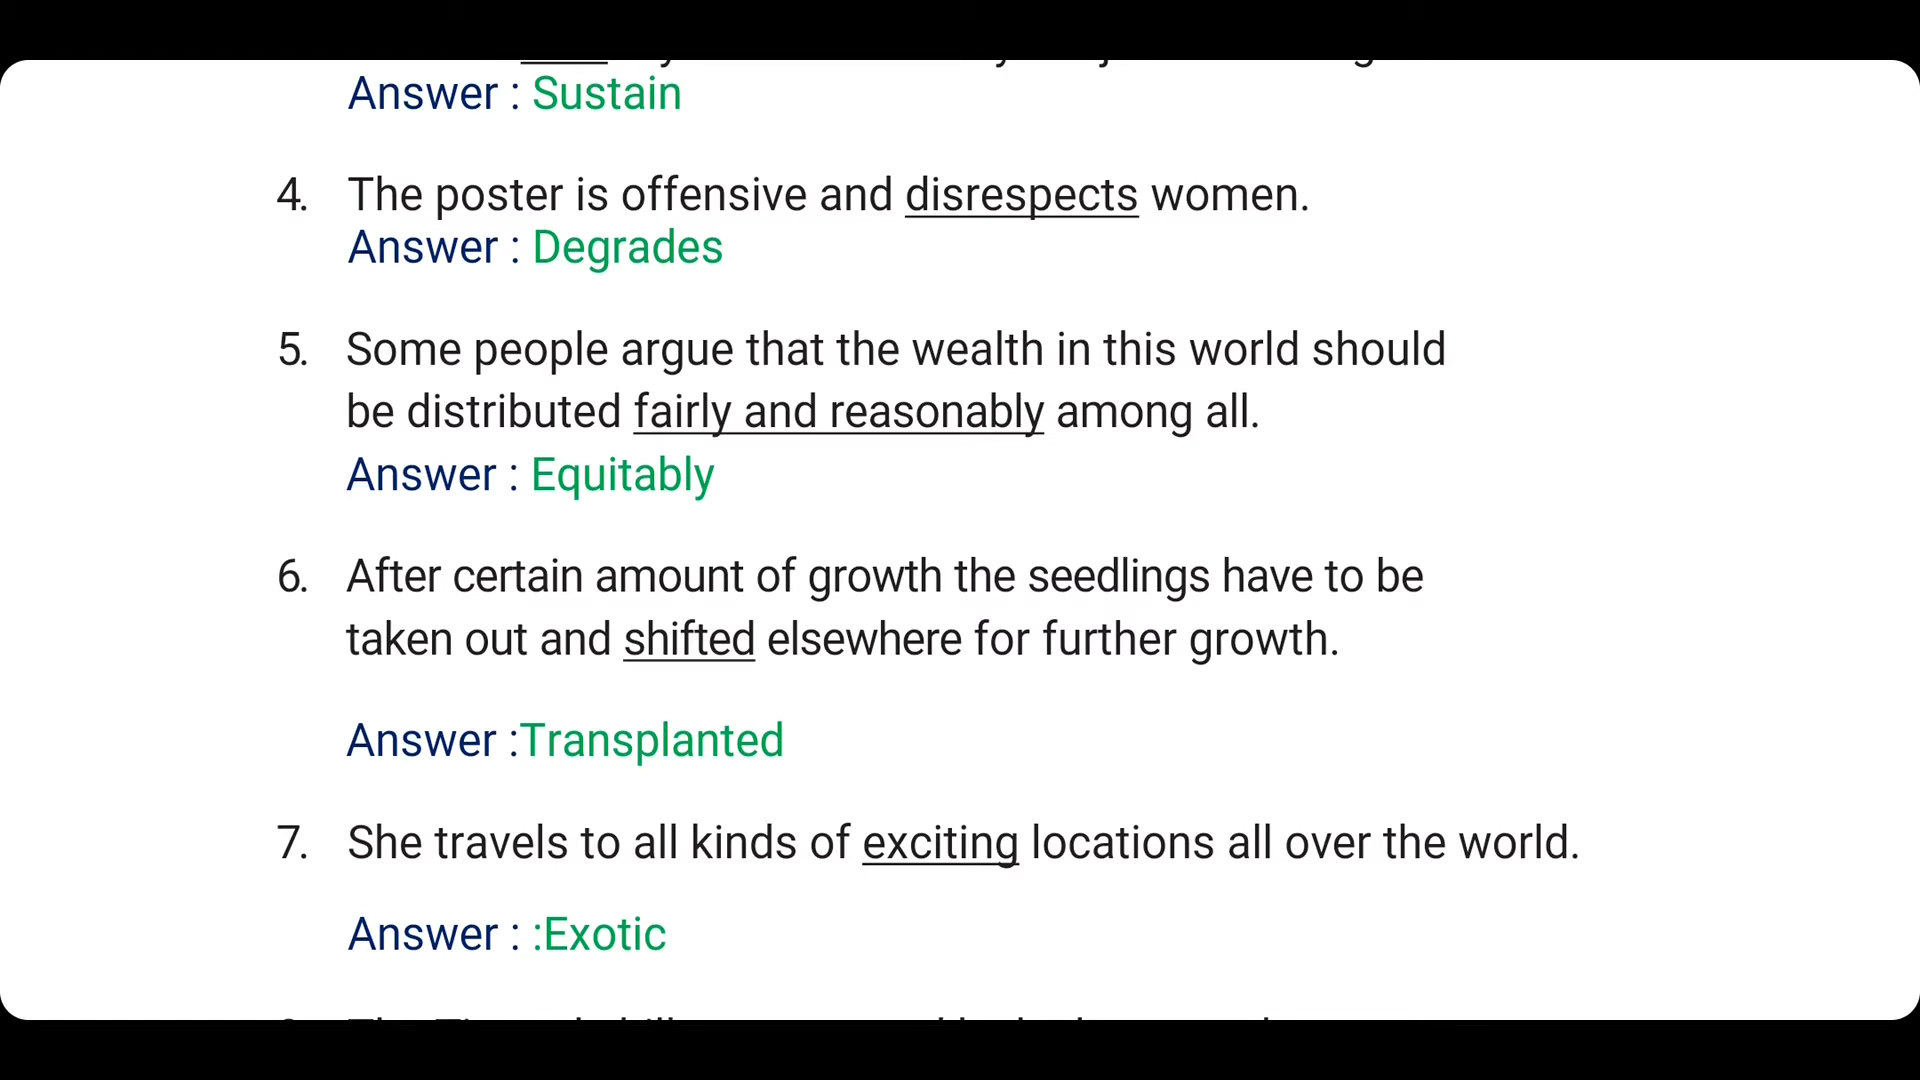 Answer : Sustain
4. The poster is offensive and disrespects women.
Answer : Degrades
5. Some people argue that the wealth in this world should
be distributed fairly and reasonably among all.
Answer : Equitably
6. After certain amount of growth the seedlings have to be
taken out and shifted elsewhere for further growth.
Answer :Transplanted
7. She travels to all kinds of exciting locations all over the world.
Answer : :Exotic